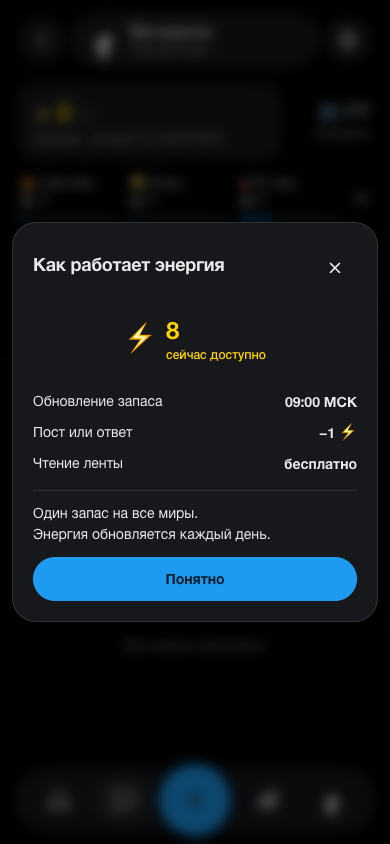 Как работает энергия
⚡ 8
сейчас доступно
Обновление запаса 09:00 МСК
Пост или ответ −1 ⚡
Чтение ленты бесплатно
Один запас на все миры.
Энергия обновляется каждый день.
Понятно